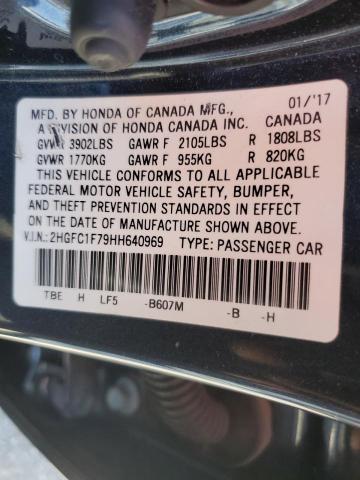 MFD. BY HONDA OF CANADA MFG., 01/'17
A DIVISION OF HONDA CANADA INC. CANADA
GVWR 3902LBS GAWR F 2105LBS R 1808LBS
GVWR 1770KG GAWR F 955KG R 820KG
THIS VEHICLE CONFORMS TO ALL APPLICABLE
FEDERAL MOTOR VEHICLE SAFETY, BUMPER,
AND THEFT PREVENTION STANDARDS IN EFFECT
ON THE DATE OF MANUFACTURE SHOWN ABOVE.
V.I.N.: 2HGFC1F79HH640969 TYPE: PASSENGER CAR
TBE H LF5 -B607M -B -H